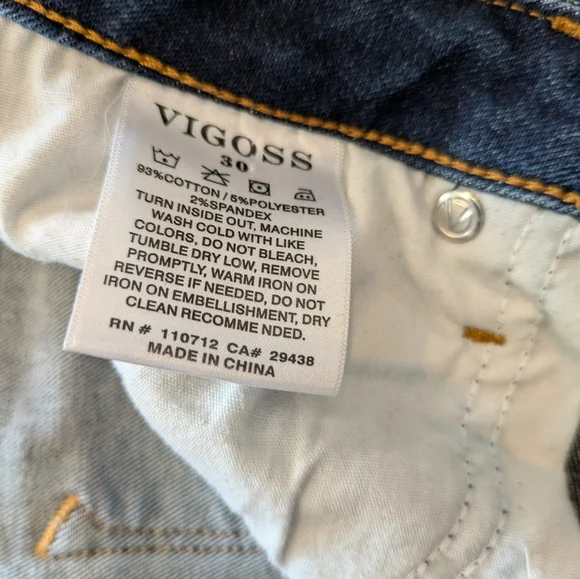 VIGOSS
30
93%COTTON / 5%POLYESTER
2%SPANDEX
TURN INSIDE OUT, MACHINE
WASH COLD WITH LIKE
COLORS, DO NOT BLEACH,
TUMBLE DRY LOW, REMOVE
PROMPTLY, WARM IRON ON
REVERSE IF NEEDED, DO NOT
IRON ON EMBELLISHMENT, DRY
CLEAN RECOMME NDED.
RN # 110712 CA# 29438
MADE IN CHINA